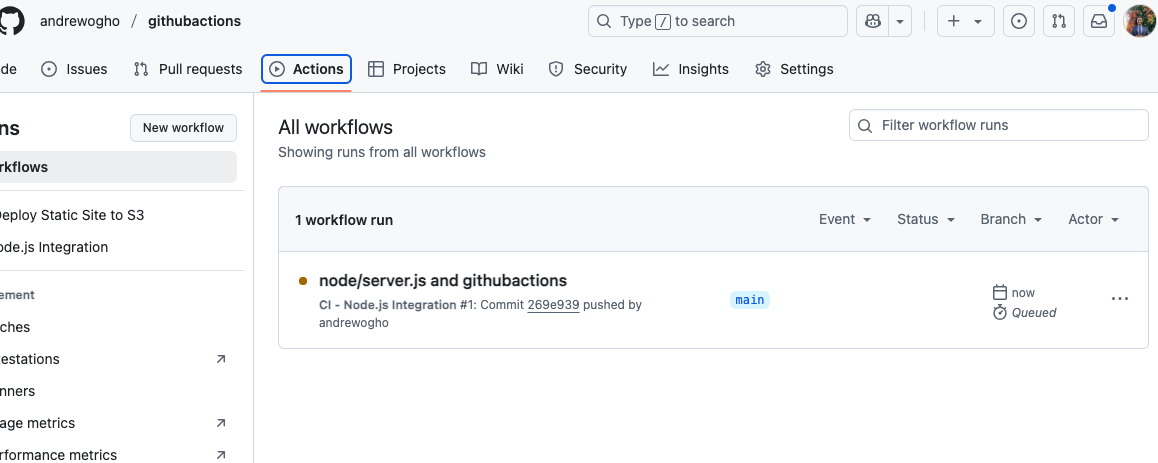 andrewogho / githubactions
Type / to search
de
Issues
Pull requests
Actions
Projects
Wiki
Security
Insights
Settings
ns
New workflow
rkflows
eploy Static Site to S3
ode.js Integration
ement
ches
estations
nners
age metrics
rformance metrics
All workflows
Showing runs from all workflows
Filter workflow runs
1 workflow run
Event
Status
Branch
Actor
node/server.js and githubactions
CI - Node.js Integration #1: Commit 269e939 pushed by
andrewogho
main
now
Queued